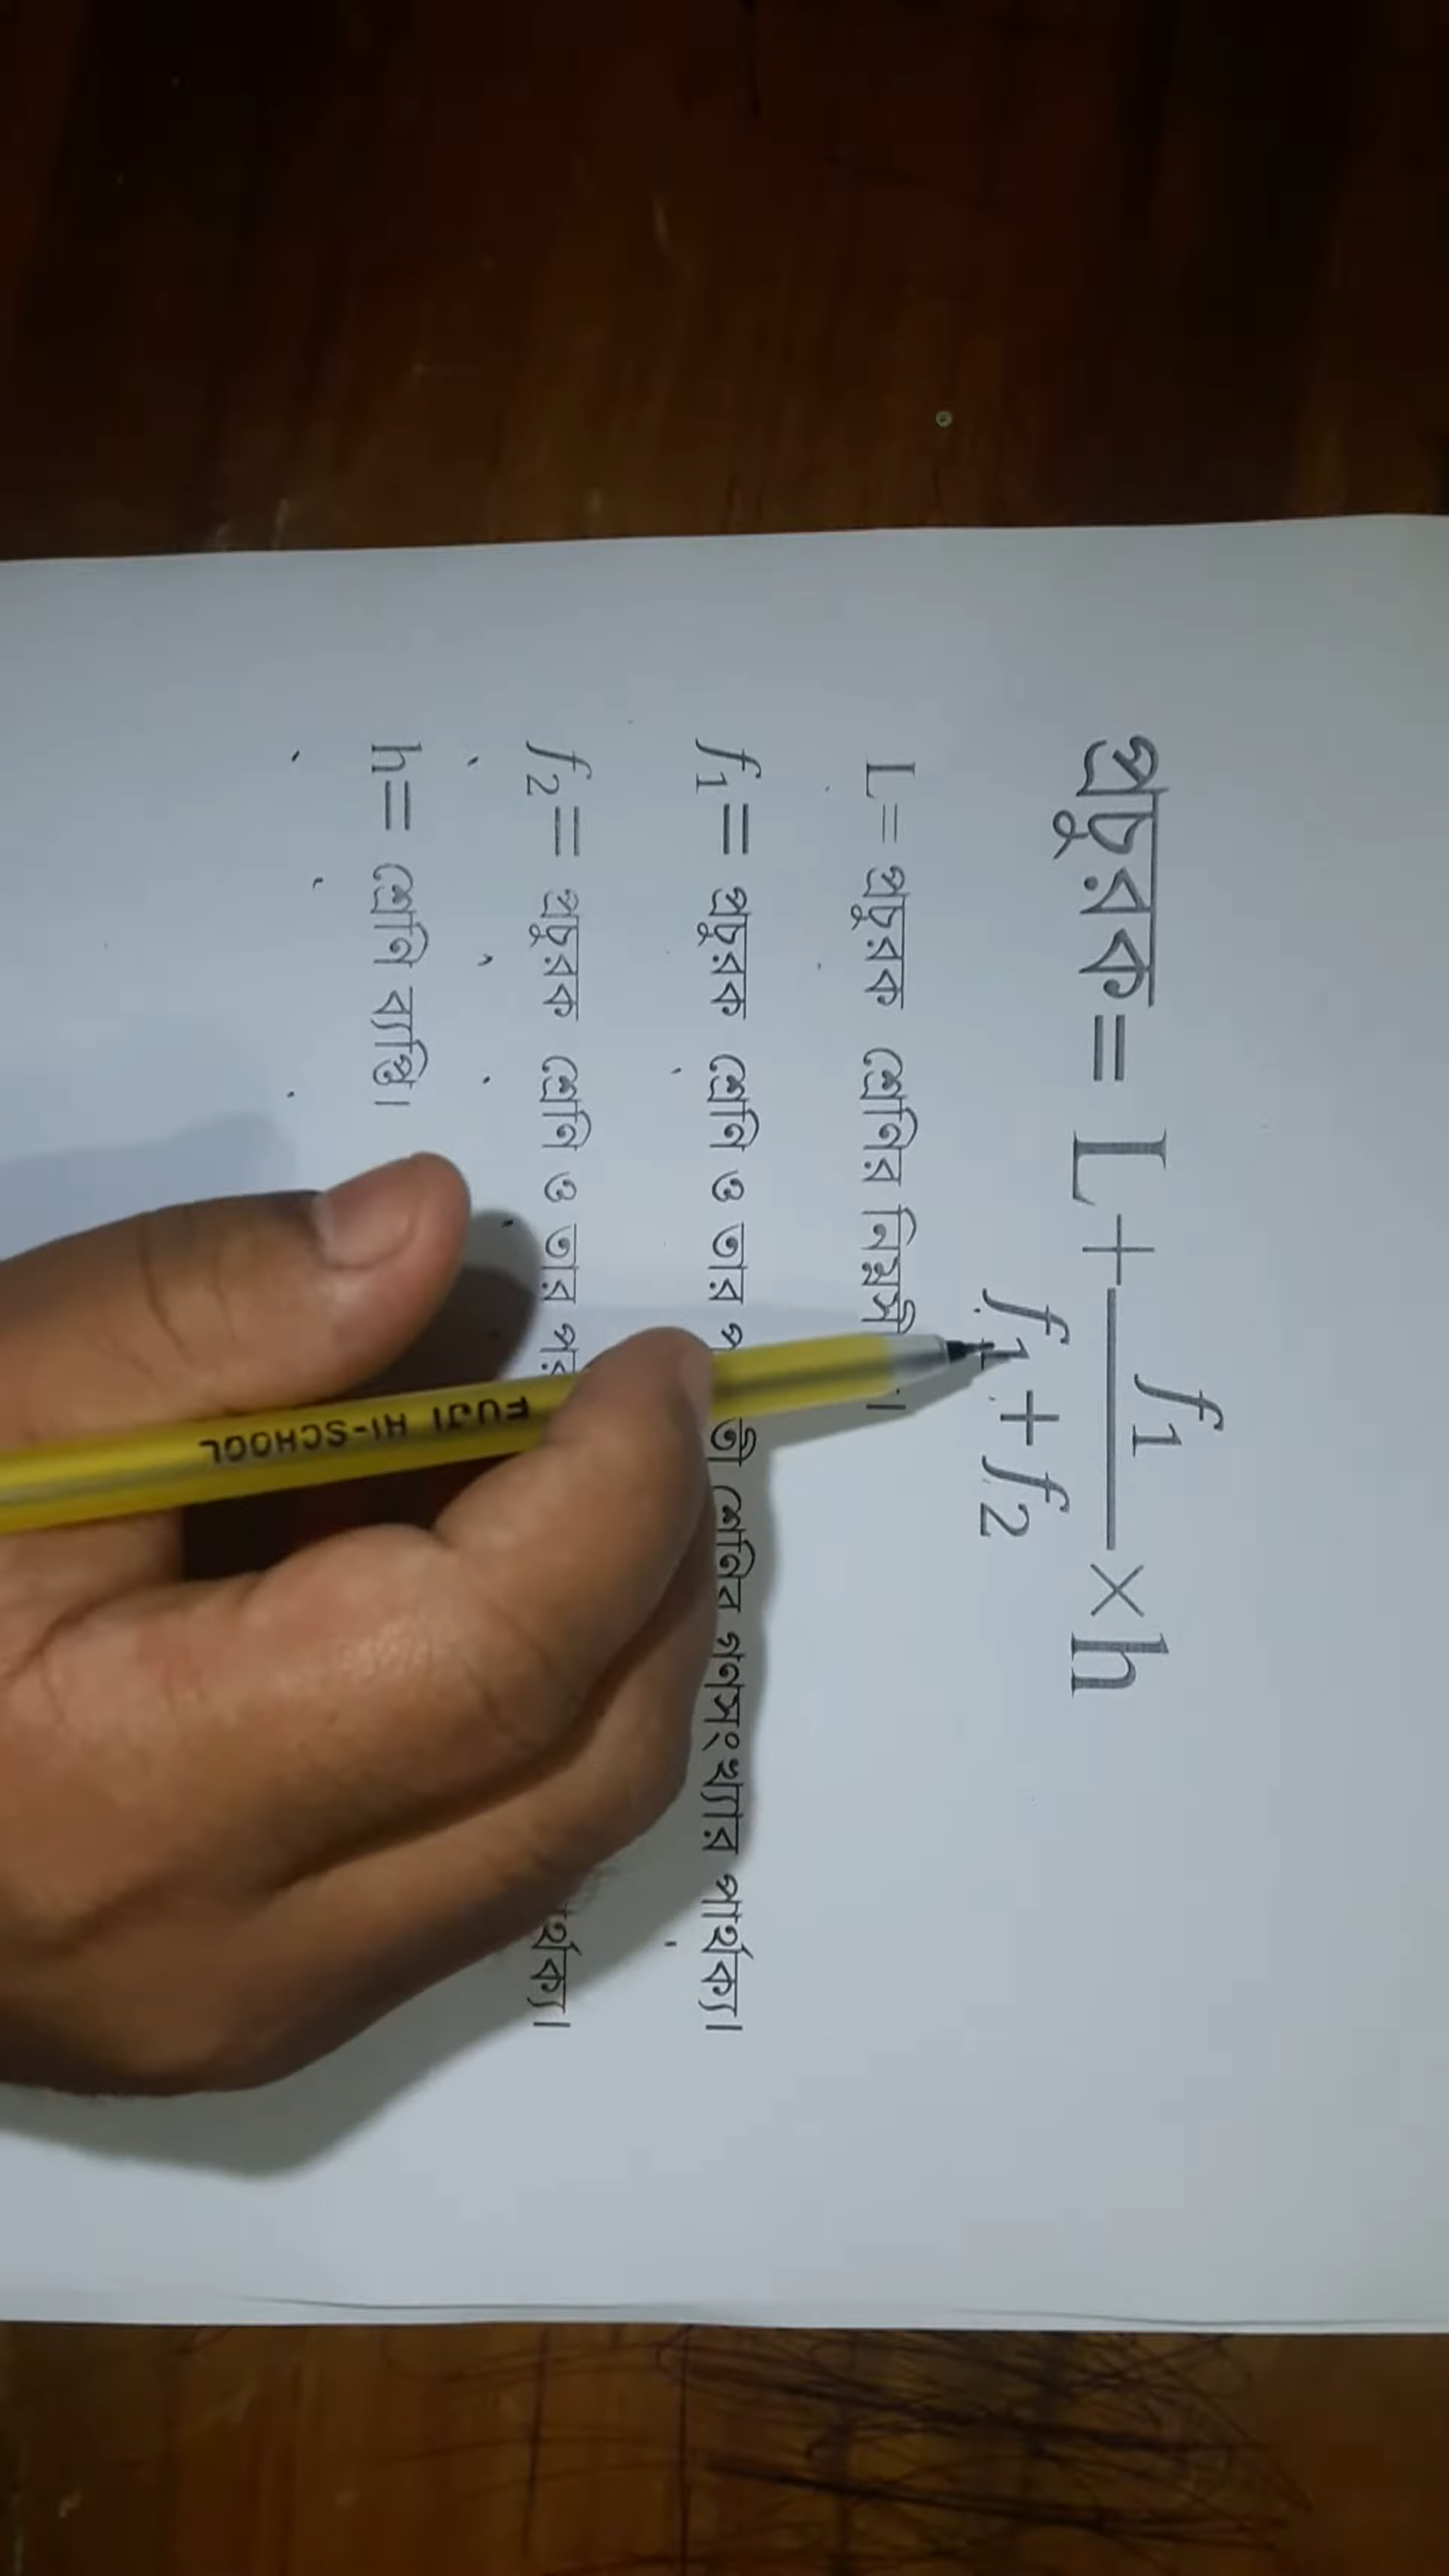 প্রচুরক= L+ f₁/(f₁+f₂) ×h
L= প্রচুরক শ্রেনির নিম্নসী ।
f₁= প্রচুরক শ্রেনি ও তার প তী শ্রেনির গনসংখ্যার পার্থক্য।
f₂= প্রচুরক শ্রেনি ও তার পর র্থক্য।
h= শ্রেনি ব্যাপ্তি।
FUJI HI-SCHOOL